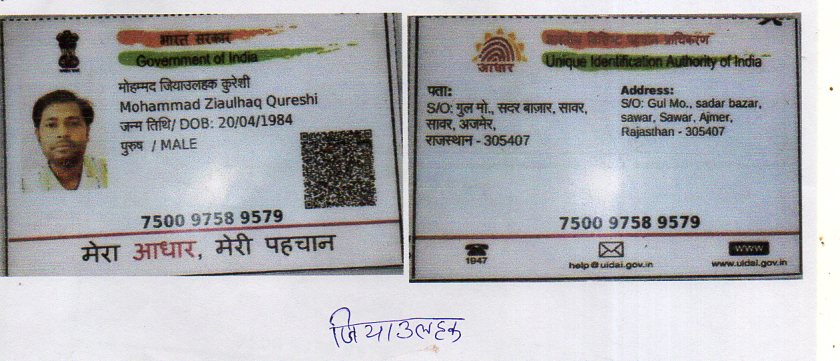 भारत सरकार
Government of India
मोहम्मद जियाउलहक कुरेशी
Mohammad Ziaulhaq Qureshi
जन्म तिथि/ DOB: 20/04/1984
पुरुष / MALE
7500 9758 9579
मेरा आधार, मेरी पहचान
आधार
भारतीय विशिष्ट पहचान प्राधिकरण
Unique Identification Authority of India
पता:
S/O: गुल मो., सदर बाज़ार, सावर,
सावर, अजमेर,
राजस्थान - 305407
Address:
S/O: Gul Mo., sadar bazar,
sawar, Sawar, Ajmer,
Rajasthan - 305407
7500 9758 9579
1947
help@uidai.gov.in
www
www.uidai.gov.in
जियाउलहक